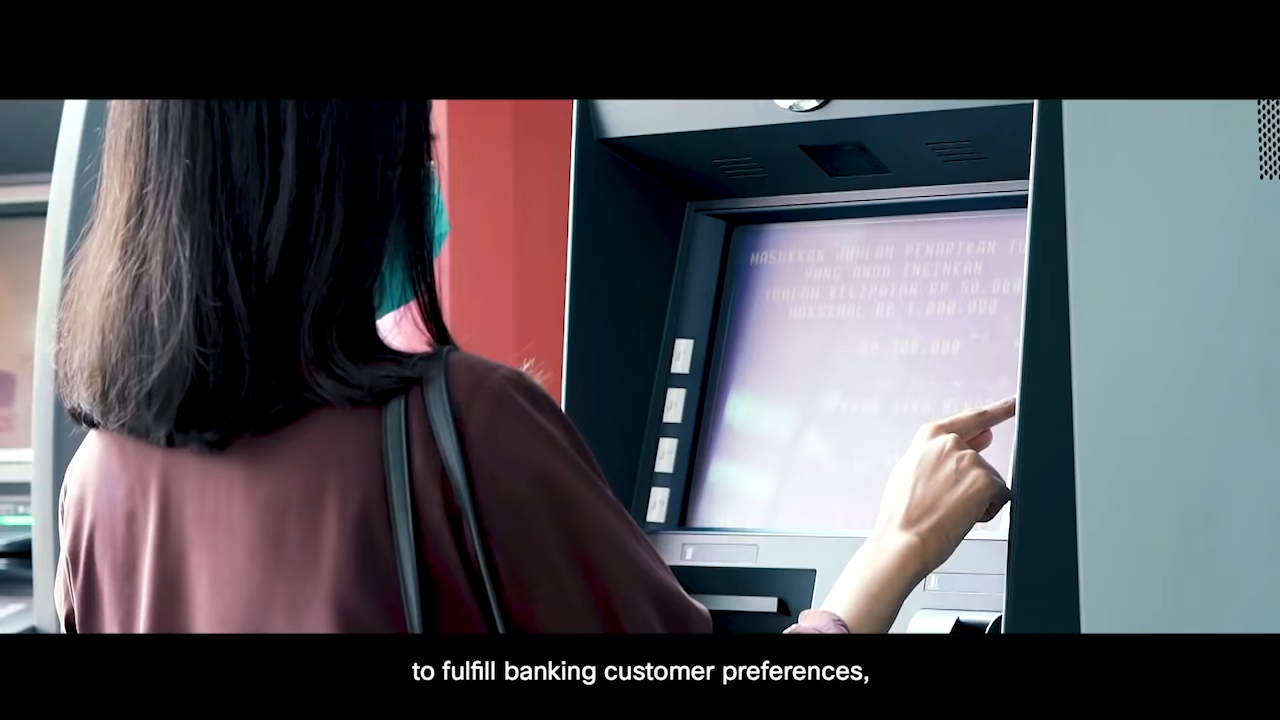 MASUKKAN JUMLAH PENARIKAN TU
YANG ANDA INGINKAN
KELIPATAN RP 50.000
MAKSIMAL RP 1.000.000
RP 300.000
to fulfill banking customer preferences,